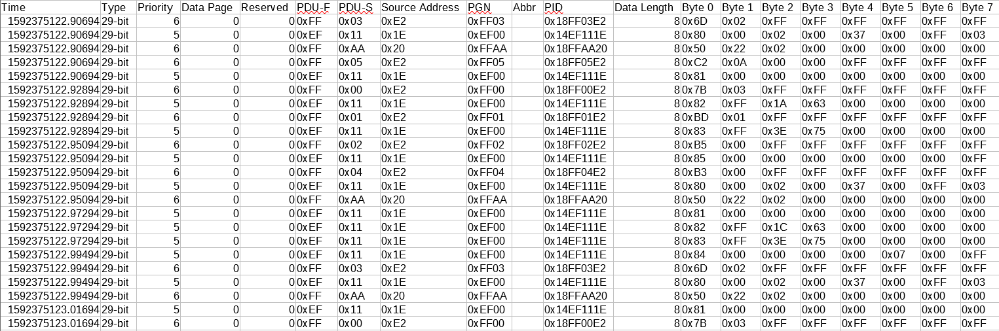 Time Type Priority Data Page Reserved PDU-F PDU-S Source Address PGN Abbr PID Data Length Byte 0 Byte 1 Byte 2 Byte 3 Byte 4 Byte 5 Byte 6 Byte 7
1592375122.90694 29-bit 6 0 0 0xFF 0x03 0xE2 0xFF03 0x18FF03E2 8 0x6D 0x02 0xFF 0xFF 0xFF 0xFF 0xFF 0xFF
1592375122.90694 29-bit 5 0 0 0xEF 0x11 0x1E 0xEF00 0x14EF111E 8 0x80 0x00 0x02 0x00 0x37 0x00 0xFF 0x03
1592375122.90694 29-bit 6 0 0 0xFF 0xAA 0x20 0xFFAA 0x18FFAA20 8 0x50 0x22 0x02 0x00 0x00 0x00 0x00 0x00
1592375122.90694 29-bit 6 0 0 0xFF 0x05 0xE2 0xFF05 0x18FF05E2 8 0xC2 0x0A 0x00 0x00 0xFF 0xFF 0xFF 0xFF
1592375122.90694 29-bit 5 0 0 0xEF 0x11 0x1E 0xEF00 0x14EF111E 8 0x81 0x00 0x00 0x00 0x00 0x00 0x00 0x00
1592375122.92894 29-bit 6 0 0 0xFF 0x00 0xE2 0xFF00 0x18FF00E2 8 0x7B 0x03 0xFF 0xFF 0xFF 0xFF 0xFF 0xFF
1592375122.92894 29-bit 5 0 0 0xEF 0x11 0x1E 0xEF00 0x14EF111E 8 0x82 0xFF 0x1A 0x63 0x00 0x00 0x00 0x00
1592375122.92894 29-bit 6 0 0 0xFF 0x01 0xE2 0xFF01 0x18FF01E2 8 0xBD 0x01 0xFF 0xFF 0xFF 0xFF 0xFF 0xFF
1592375122.92894 29-bit 5 0 0 0xEF 0x11 0x1E 0xEF00 0x14EF111E 8 0x83 0xFF 0x3E 0x75 0x00 0x00 0x00 0x00
1592375122.95094 29-bit 6 0 0 0xFF 0x02 0xE2 0xFF02 0x18FF02E2 8 0xB5 0x00 0xFF 0xFF 0xFF 0xFF 0xFF 0xFF
1592375122.95094 29-bit 5 0 0 0xEF 0x11 0x1E 0xEF00 0x14EF111E 8 0x85 0x00 0x00 0x00 0x00 0x00 0x00 0xFF
1592375122.95094 29-bit 6 0 0 0xFF 0x04 0xE2 0xFF04 0x18FF04E2 8 0xB3 0x00 0xFF 0xFF 0xFF 0xFF 0xFF 0xFF
1592375122.95094 29-bit 5 0 0 0xEF 0x11 0x1E 0xEF00 0x14EF111E 8 0x80 0x00 0x02 0x00 0x37 0x00 0xFF 0x03
1592375122.95094 29-bit 6 0 0 0xFF 0xAA 0x20 0xFFAA 0x18FFAA20 8 0x50 0x22 0x02 0x00 0x00 0x00 0x00 0x00
1592375122.97294 29-bit 5 0 0 0xEF 0x11 0x1E 0xEF00 0x14EF111E 8 0x81 0x00 0x00 0x00 0x00 0x00 0x00 0x00
1592375122.97294 29-bit 5 0 0 0xEF 0x11 0x1E 0xEF00 0x14EF111E 8 0x82 0xFF 0x1C 0x63 0x00 0x00 0x00 0x00
1592375122.97294 29-bit 5 0 0 0xEF 0x11 0x1E 0xEF00 0x14EF111E 8 0x83 0xFF 0x3E 0x75 0x00 0x00 0x00 0x00
1592375122.99494 29-bit 5 0 0 0xEF 0x11 0x1E 0xEF00 0x14EF111E 8 0x84 0x00 0x00 0x00 0x00 0x07 0x00 0xFF
1592375122.99494 29-bit 6 0 0 0xFF 0x03 0xE2 0xFF03 0x18FF03E2 8 0x6D 0x02 0xFF 0xFF 0xFF 0xFF 0xFF 0xFF
1592375122.99494 29-bit 5 0 0 0xEF 0x11 0x1E 0xEF00 0x14EF111E 8 0x80 0x00 0x02 0x00 0x37 0x00 0xFF 0x03
1592375122.99494 29-bit 6 0 0 0xFF 0xAA 0x20 0xFFAA 0x18FFAA20 8 0x50 0x22 0x02 0x00 0x00 0x00 0x00 0x00
1592375123.01694 29-bit 5 0 0 0xEF 0x11 0x1E 0xEF00 0x14EF111E 8 0x81 0x00 0x00 0x00 0x00 0x00 0x00 0x00
1592375123.01694 29-bit 6 0 0 0xFF 0x00 0xE2 0xFF00 0x18FF00E2 8 0x7B 0x03 0xFF 0xFF 0xFF 0xFF 0xFF 0xFF